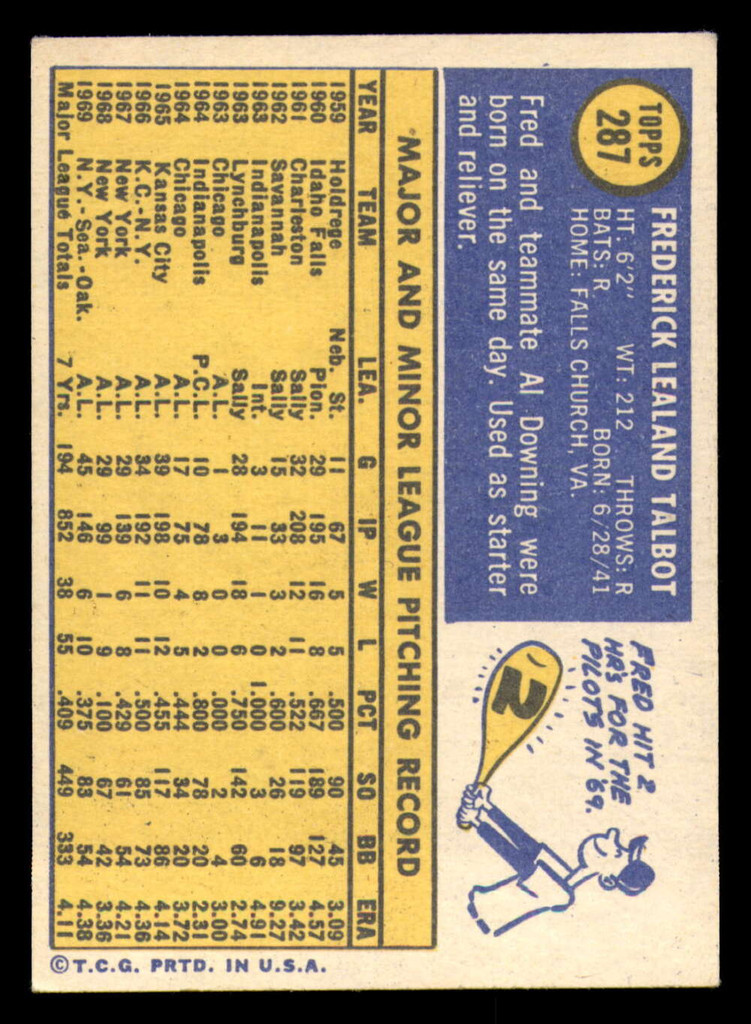 TOPPS
287
FREDERICK LEALAND TALBOT
HT: 6'2" WT: 212 THROWS: R
BATS: R BORN: 6/28/41
HOME: FALLS CHURCH, VA.
Fred and teammate Al Downing were
born on the same day. Used as starter
and reliever.
FRED HIT 2
HR'S FOR THE
PILOTS IN '69.
2
MAJOR AND MINOR LEAGUE PITCHING RECORD
YEAR TEAM LEA. G IP W L PCT SO BB ERA
1959 Holdrege Neb. St. 11 67 5 5 .500 90 45 3.09
1960 Idaho Falls Pion. 29 195 16 8 .667 189 127 4.57
1961 Charleston Sally 32 208 12 11 .522 119 97 3.42
1962 Savannah Sally 15 33 3 2 .600 26 18 9.27
1963 Indianapolis Int. 3 11 1 0 1.000 3 6 4.91
1963 Lynchburg Sally 28 194 18 6 .750 142 60 2.74
1963 Chicago A.L. 1 3 0 0 .000 2 4 3.00
1964 Indianapolis P.C.L. 10 78 8 2 .800 78 20 2.31
1964 Chicago A.L. 17 75 4 5 .444 34 20 3.72
1965 Kansas City A.L. 39 198 10 12 .455 117 86 4.14
1966 K.C.-N.Y. A.L. 34 192 11 11 .500 85 73 4.36
1967 New York A.L. 29 139 6 8 .429 61 54 4.21
1968 New York A.L. 29 99 1 9 .100 67 42 3.36
1969 N.Y.-Sea.-Oak. A.L. 45 146 6 10 .375 83 54 4.38
Major League Totals 7 Yrs. 194 852 38 55 .409 449 333 4.11
©T.C.G. PRTD. IN U.S.A.